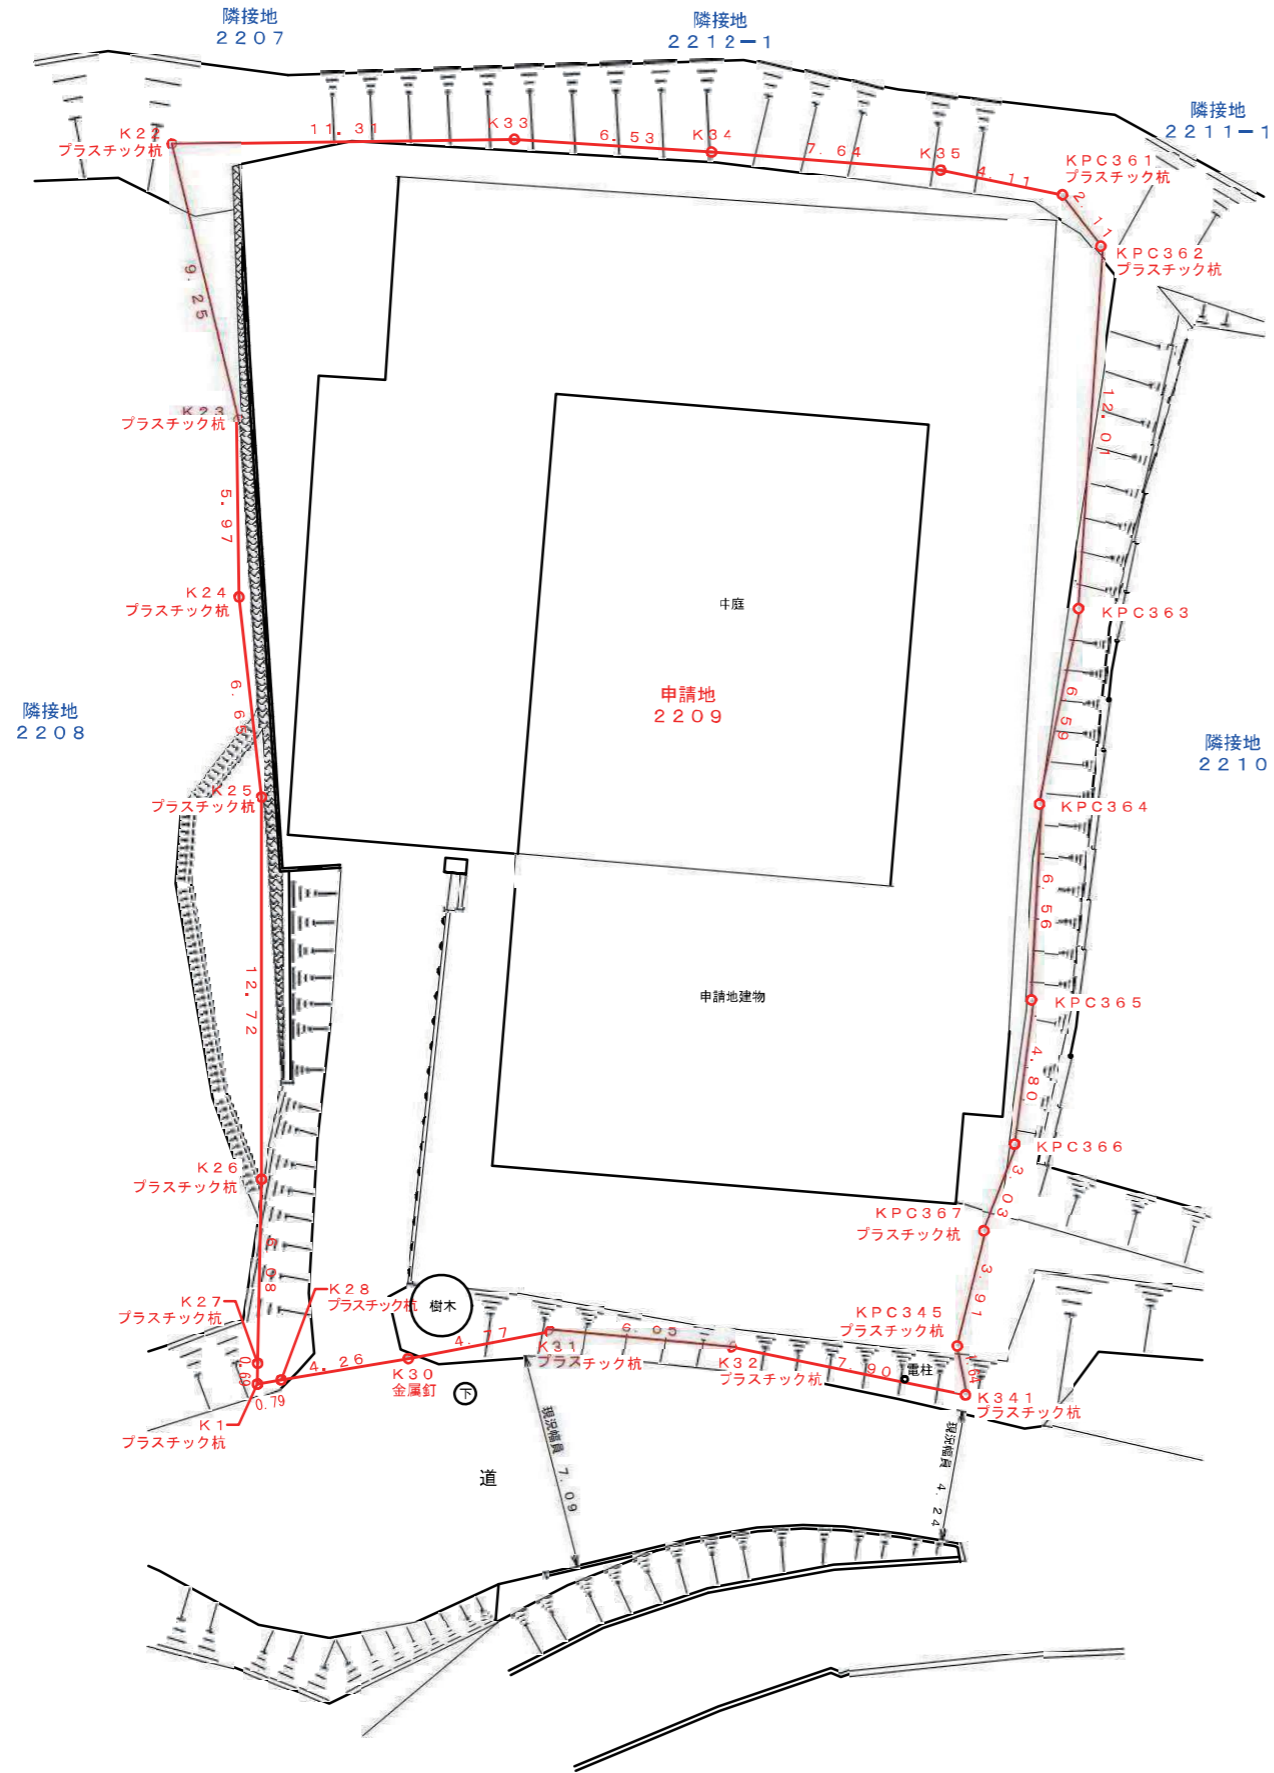 隣接地
２２０７
隣接地
２２１２－１
隣接地
２２１１－１
Ｋ２２
プラスチック杭
１１．３１
Ｋ３３
６．５３
Ｋ３４
７．６４
Ｋ３５
４．１１
ＫＰＣ３６１
プラスチック杭
２．１１
ＫＰＣ３６２
プラスチック杭
９．２５
１２．０１
Ｋ２３
プラスチック杭
５．９７
Ｋ２４
プラスチック杭
中庭
ＫＰＣ３６３
６．６５
申請地
２２０９
６．５９
隣接地
２２０８
隣接地
２２１０
Ｋ２５
プラスチック杭
ＫＰＣ３６４
６．５６
１２．７２
申請地建物
ＫＰＣ３６５
４．８０
Ｋ２６
プラスチック杭
ＫＰＣ３６６
３．０３
ＫＰＣ３６７
プラスチック杭
３．９１
Ｋ２７
プラスチック杭
Ｋ２８
プラスチック杭
樹木
ＫＰＣ３４５
プラスチック杭
０．６９
０．７９
４．２６
４．７７
Ｋ３０
金属釘
下
Ｋ３１
プラスチック杭
６．０５
Ｋ３２
プラスチック杭
７．９０
電柱
Ｋ３４１
プラスチック杭
Ｋ１
プラスチック杭
道
現況幅員 ７．０９
現況幅員 ４．２４